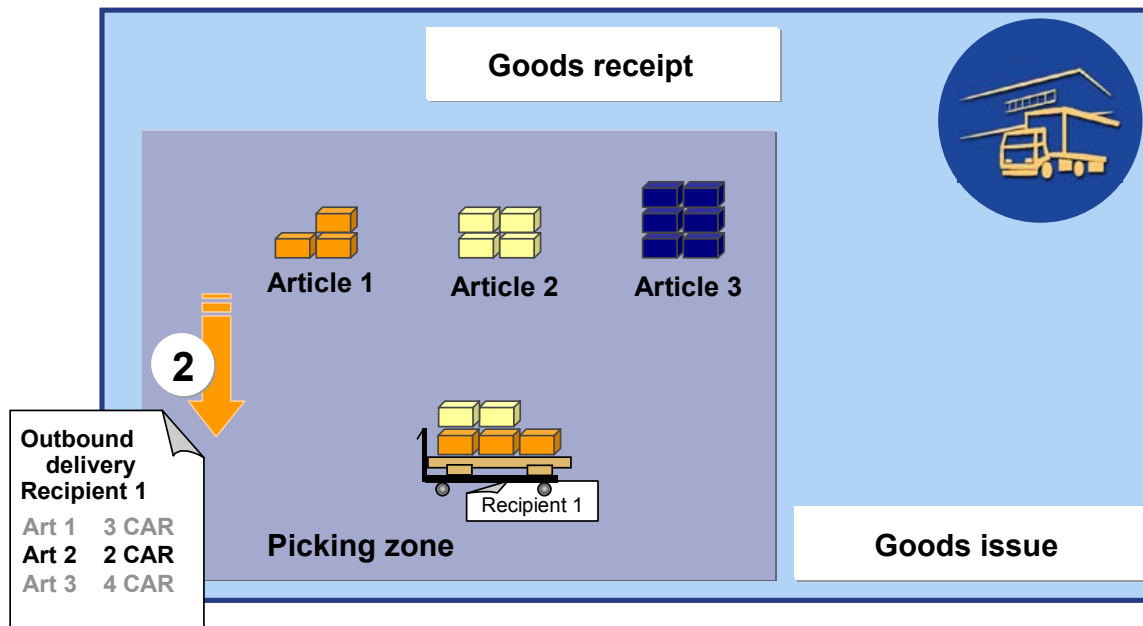 Goods receipt
Article 1
Article 2
Article 3
2
Outbound
delivery
Recipient 1
Art 1 3 CAR
Art 2 2 CAR
Art 3 4 CAR
Recipient 1
Picking zone
Goods issue